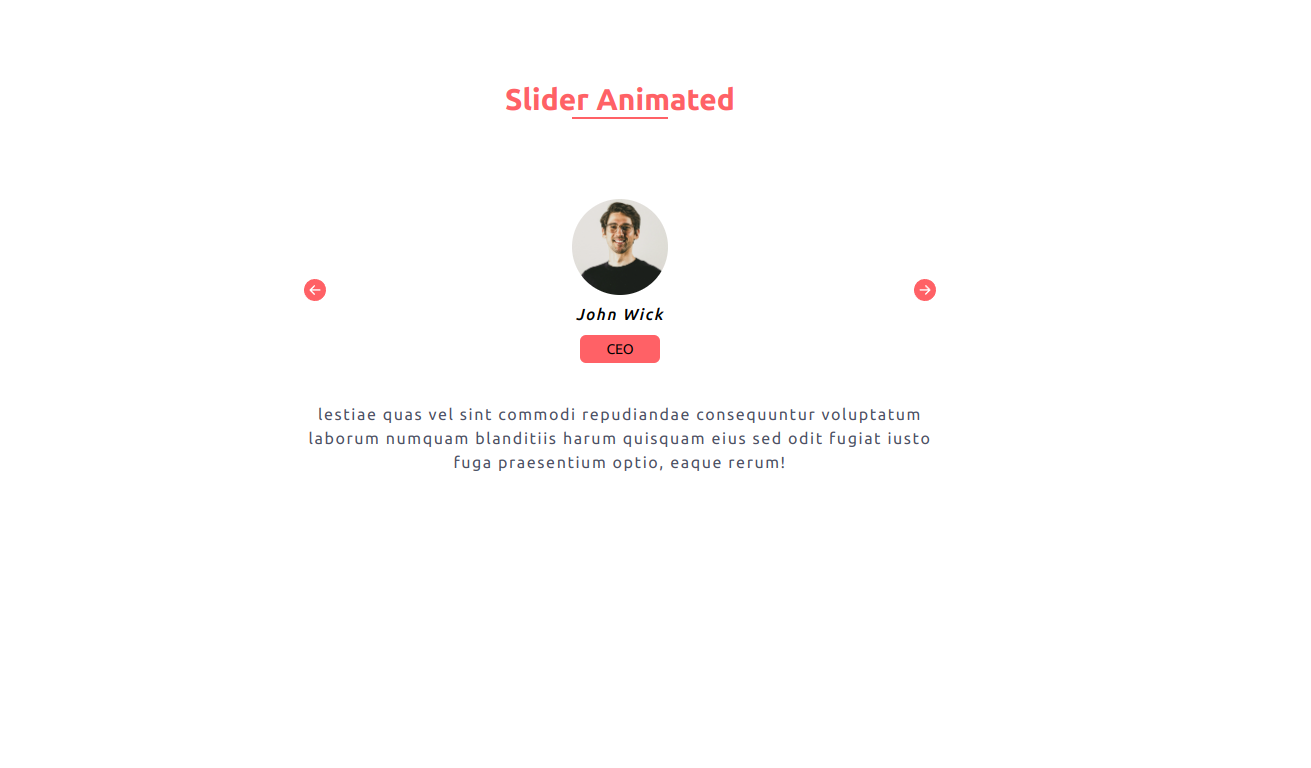 Slider Animated
John Wick
CEO
lestiae quas vel sint commodi repudiandae consequuntur voluptatum
laborum numquam blanditiis harum quisquam eius sed odit fugiat iusto
fuga praesentium optio, eaque rerum!